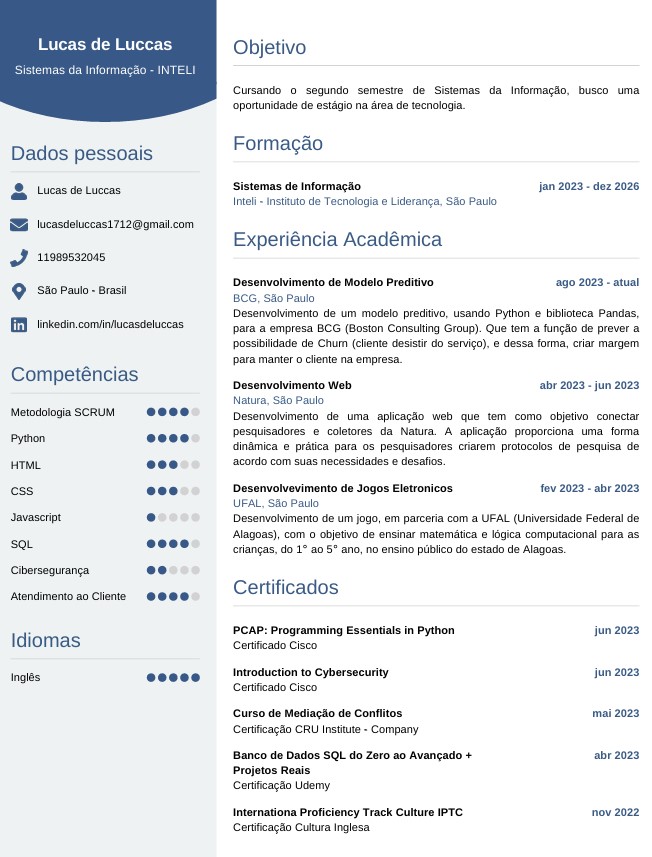 Lucas de Luccas
Sistemas da Informação - INTELI
Dados pessoais
Lucas de Luccas
lucasdeluccas1712@gmail.com
11989532045
São Paulo - Brasil
linkedin.com/in/lucasdeluccas
Competências
Metodologia SCRUM
Python
HTML
CSS
Javascript
SQL
Cibersegurança
Atendimento ao Cliente
Idiomas
Inglês
Objetivo
Cursando o segundo semestre de Sistemas da Informação, busco uma
oportunidade de estágio na área de tecnologia.
Formação
Sistemas de Informação jan 2023 - dez 2026
Inteli - Instituto de Tecnologia e Liderança, São Paulo
Experiência Acadêmica
Desenvolvimento de Modelo Preditivo ago 2023 - atual
BCG, São Paulo
Desenvolvimento de um modelo preditivo, usando Python e biblioteca Pandas,
para a empresa BCG (Boston Consulting Group). Que tem a função de prever a
possibilidade de Churn (cliente desistir do serviço), e dessa forma, criar margem
para manter o cliente na empresa.
Desenvolvimento Web abr 2023 - jun 2023
Natura, São Paulo
Desenvolvimento de uma aplicação web que tem como objetivo conectar
pesquisadores e coletores da Natura. A aplicação proporciona uma forma
dinâmica e prática para os pesquisadores criarem protocolos de pesquisa de
acordo com suas necessidades e desafios.
Desenvolvevimento de Jogos Eletronicos fev 2023 - abr 2023
UFAL, São Paulo
Desenvolvimento de um jogo, em parceria com a UFAL (Universidade Federal de
Alagoas), com o objetivo de ensinar matemática e lógica computacional para as
crianças, do 1° ao 5° ano, no ensino público do estado de Alagoas.
Certificados
PCAP: Programming Essentials in Python jun 2023
Certificado Cisco
Introduction to Cybersecurity jun 2023
Certificado Cisco
Curso de Mediação de Conflitos mai 2023
Certificação CRU Institute - Company
Banco de Dados SQL do Zero ao Avançado + abr 2023
Projetos Reais
Certificação Udemy
Internationa Proficiency Track Culture IPTC nov 2022
Certificação Cultura Inglesa